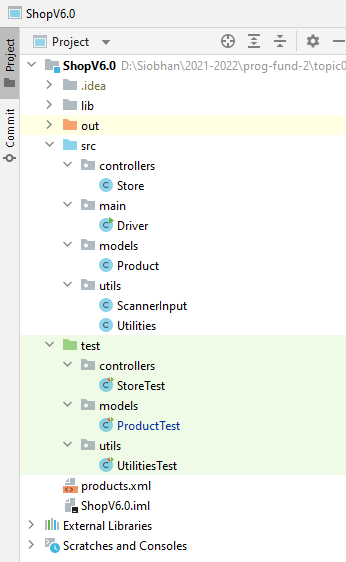 ShopV6.0
Project
Project
Commit
ShopV6.0 D:\Siobhan\2021-2022\prog-fund-2\topic0
.idea
lib
out
src
controllers
Store
main
Driver
models
Product
utils
ScannerInput
Utilities
test
controllers
StoreTest
models
ProductTest
utils
UtilitiesTest
products.xml
ShopV6.0.iml
External Libraries
Scratches and Consoles